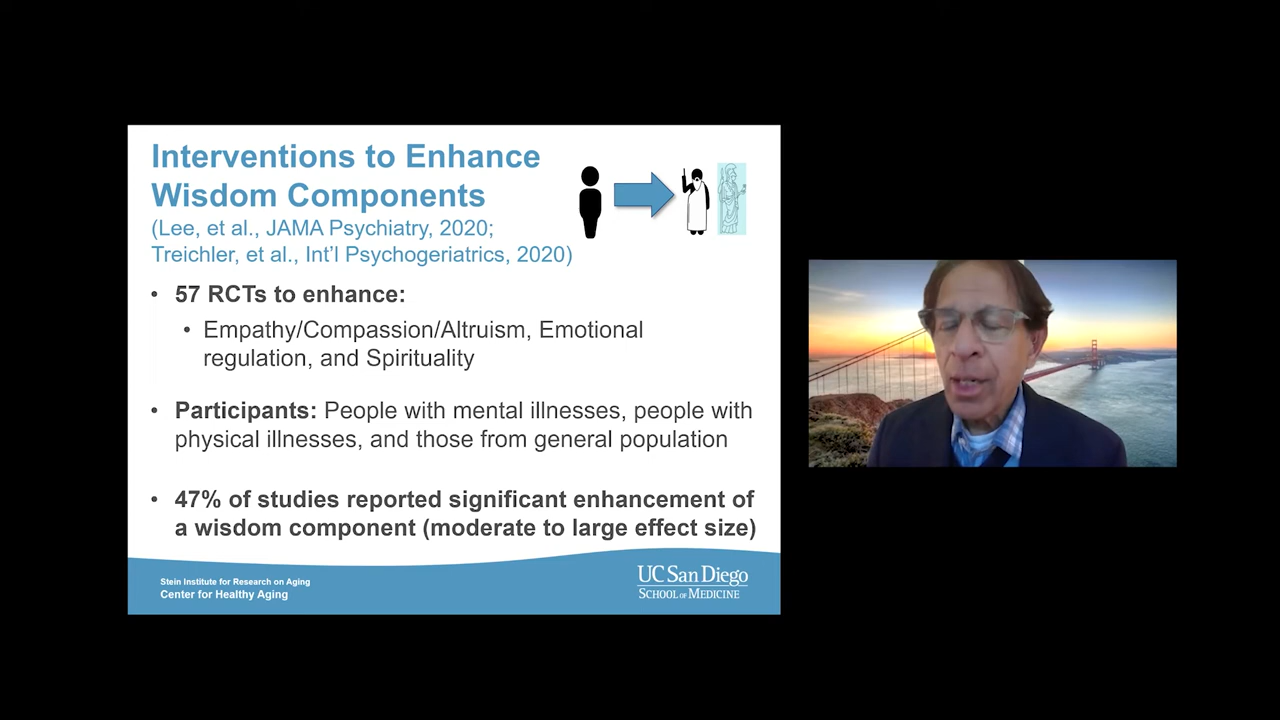 Interventions to Enhance
Wisdom Components
(Lee, et al., JAMA Psychiatry, 2020;
Treichler, et al., Int'l Psychogeriatrics, 2020)
• 57 RCTs to enhance:
• Empathy/Compassion/Altruism, Emotional
regulation, and Spirituality
• Participants: People with mental illnesses, people with
physical illnesses, and those from general population
• 47% of studies reported significant enhancement of
a wisdom component (moderate to large effect size)
Stein Institute for Research on Aging
Center for Healthy Aging
UC San Diego
SCHOOL OF MEDICINE